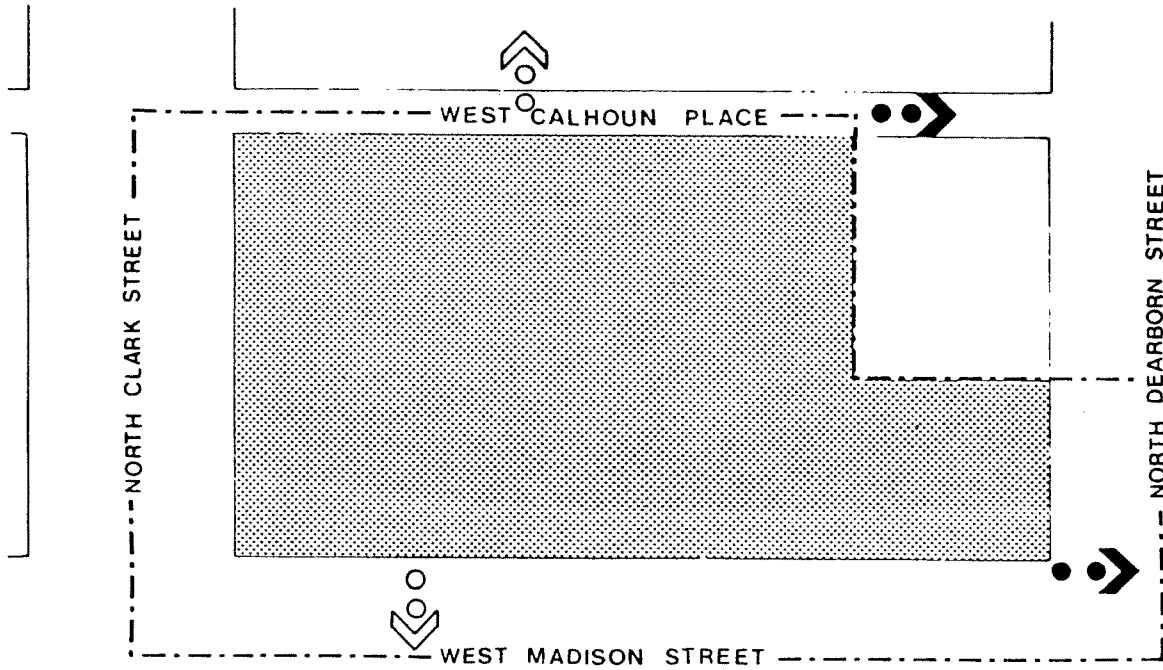 WEST CALHOUN PLACE
NORTH CLARK STREET
NORTH DEARBORN STREET
WEST MADISON STREET